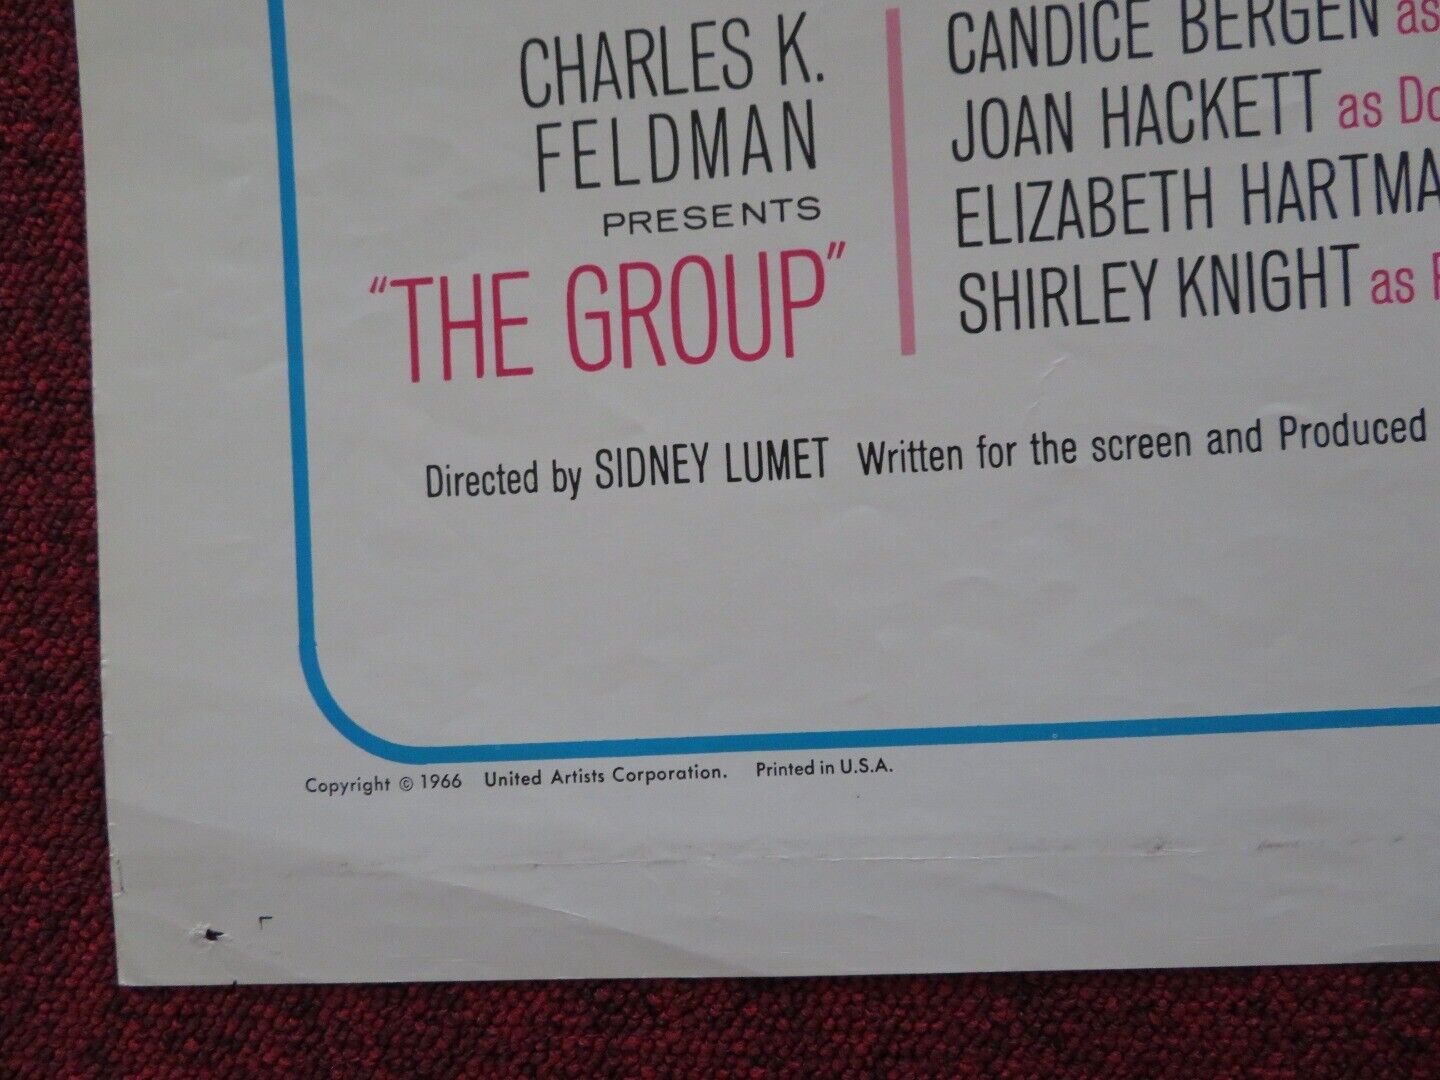 CHARLES K.
FELDMAN
PRESENTS
"THE GROUP"
CANDICE BERGEN as
JOAN HACKETT as
ELIZABETH
SHIRLEY KNIGHT as
Directed by SIDNEY LUMET Written for the screen and Produced
Copyright © 1966 United Artists Corporation. Printed in U.S.A.